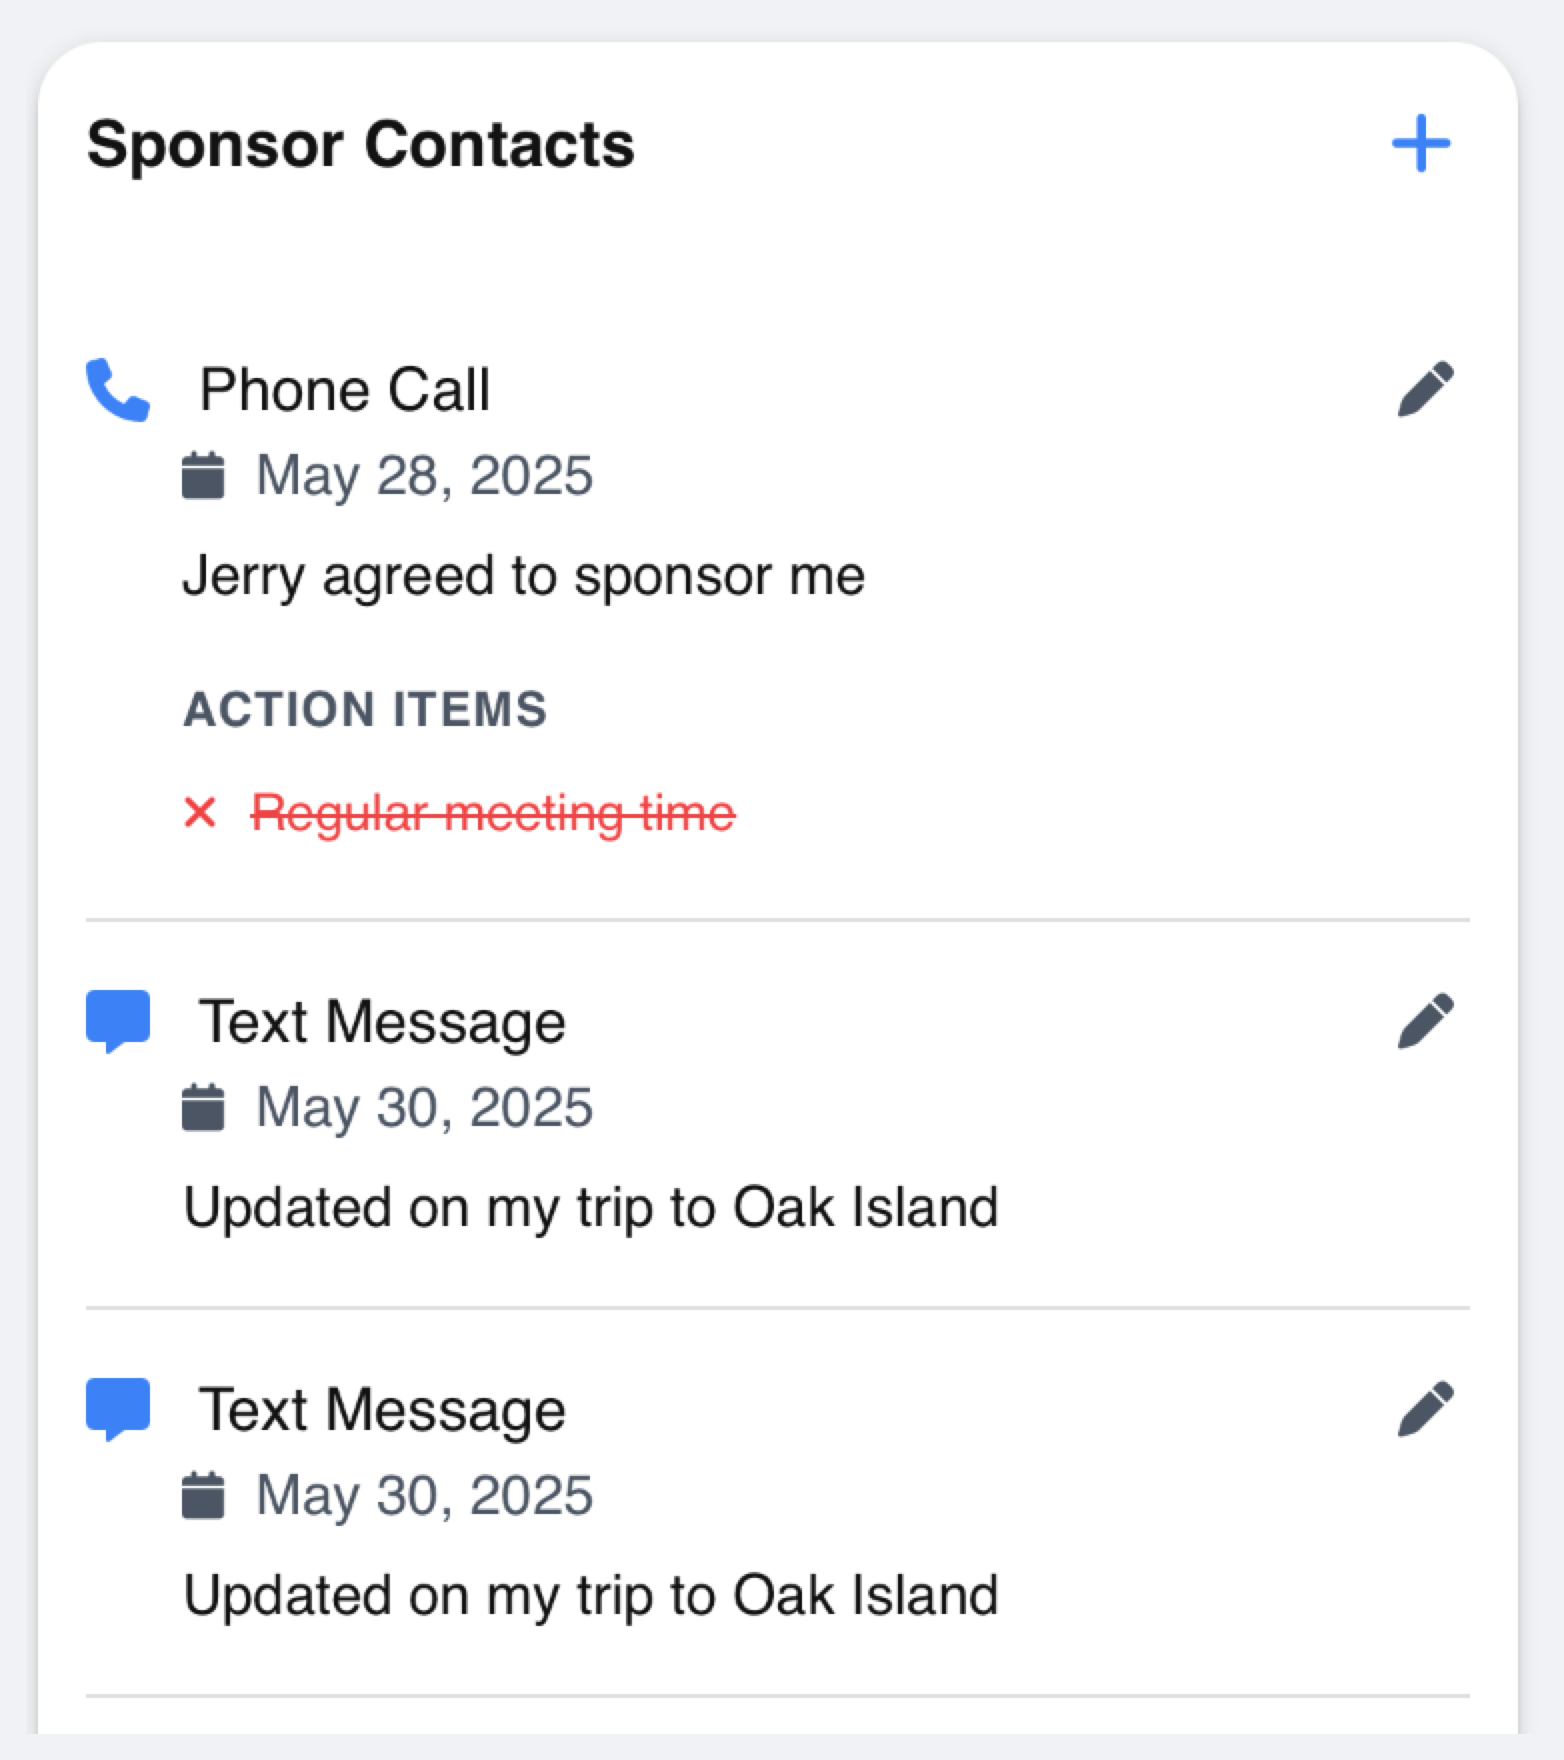 Sponsor Contacts
Phone Call
May 28, 2025
Jerry agreed to sponsor me
ACTION ITEMS
Regular meeting time
Text Message
May 30, 2025
Updated on my trip to Oak Island
Text Message
May 30, 2025
Updated on my trip to Oak Island